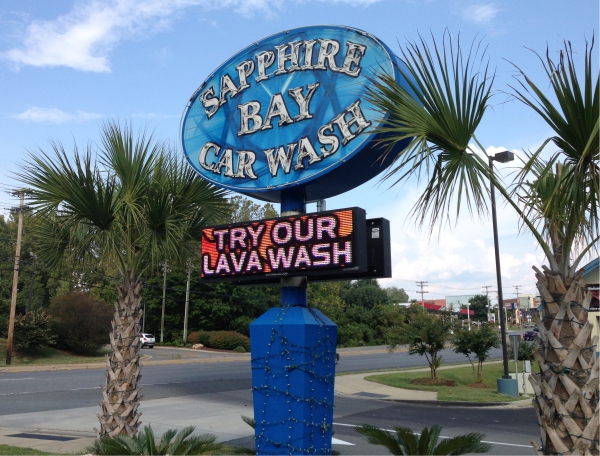 SAPPHIRE
BAY
CAR WASH
TRY OUR
LAVA WASH